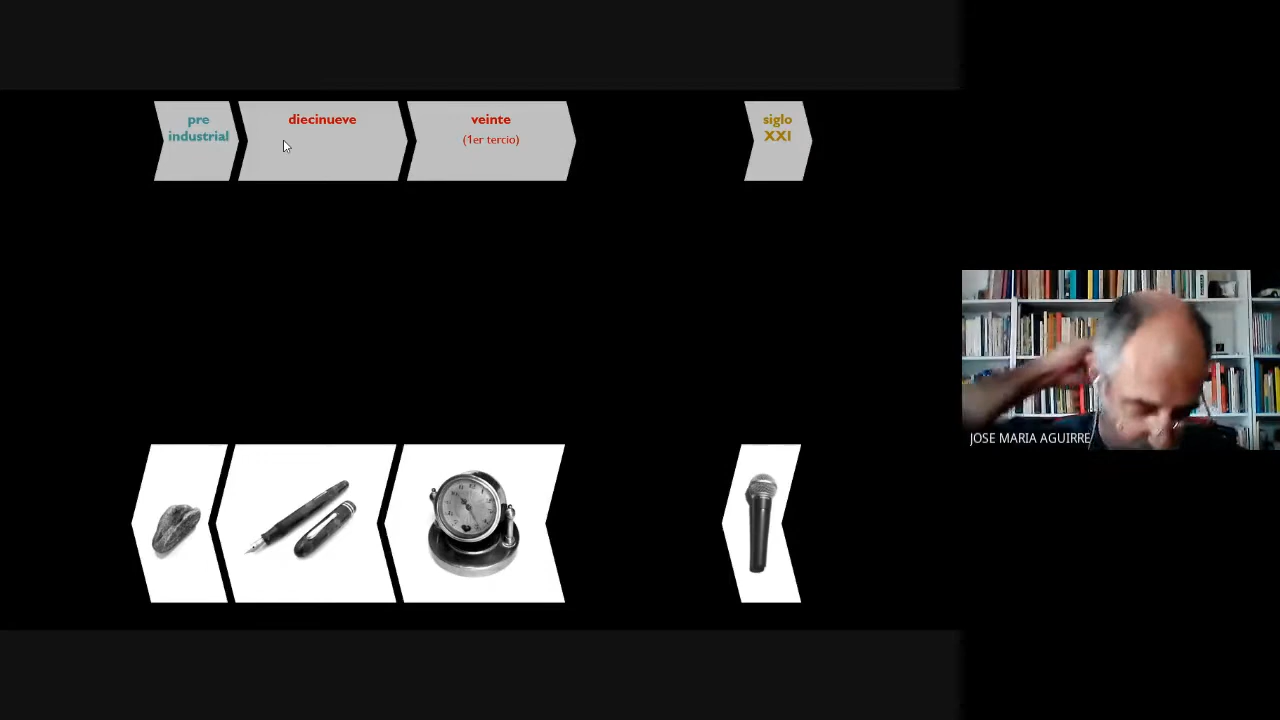 pre
industrial
diecinueve
veinte
(1er tercio)
siglo
XXI
JOSE MARIA AGUIRRE